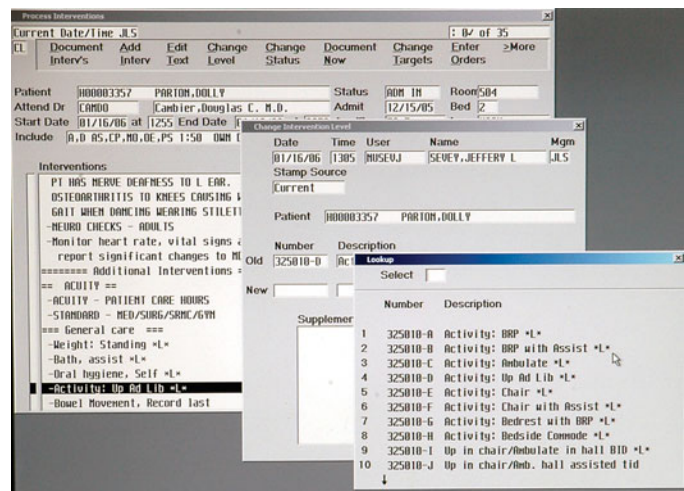 Process Interventions
Current Date/Time JLS
of 35
CL Document Interv's Add Interv Edit Text Change Level Change Status Document Now Change Targets Enter Orders >More
Patient H00003357 PARTON,DOLLY Status ADM IN Room 504
Attend Dr CAMDO Cambier,Douglas C. M.D. Admit 12/15/05 Bed 2
Start Date 01/16/06 at 1255 End Date
Include A,D AS,CP,MO,OE,PS 1:50 OWN
Interventions
PT HAS NERVE DEAFNESS TO L EAR.
OSTEOARTHRITIS TO KNEES CAUSING
GAIT WHEN DANCING WEARING
-NEURO CHECKS - ADULTS
-Monitor heart rate, vital signs
report significant changes to
======== Additional Interventions =
== ACUITY ==
-ACUITY - PATIENT CARE HOURS
-STANDARD - MED/SURG/SRMC/GYN
=== General care ===
-Weight: Standing *L*
-Bath, assist *L*
-Oral hygiene, Self *L*
-Activity: Up Ad Lib *L*
-Bowel Movement, Record last
Change Intervention Level
Date Time User Name Mgm
01/16/06 1305 MUSEVJ SEVEY,JEFFERY L JLS
Stamp Source
Current
Patient H00003357 PARTON,DOLLY
Number Description
Old 325010-D
New
Lookup
Select
Number Description
1 325010-A Activity: BRP *L*
2 325010-B Activity: BRP with Assist *L*
3 325010-C Activity: Ambulate *L*
4 325010-D Activity: Up Ad Lib *L*
5 325010-E Activity: Chair *L*
6 325010-F Activity: Chair with Assist *L*
7 325010-G Activity: Bedrest with BRP *L*
8 325010-H Activity: Bedside Commode *L*
9 325010-I Up in chair/Ambulate in hall BID *L*
10 325010-J Up in chair/Amb. hall assisted tid